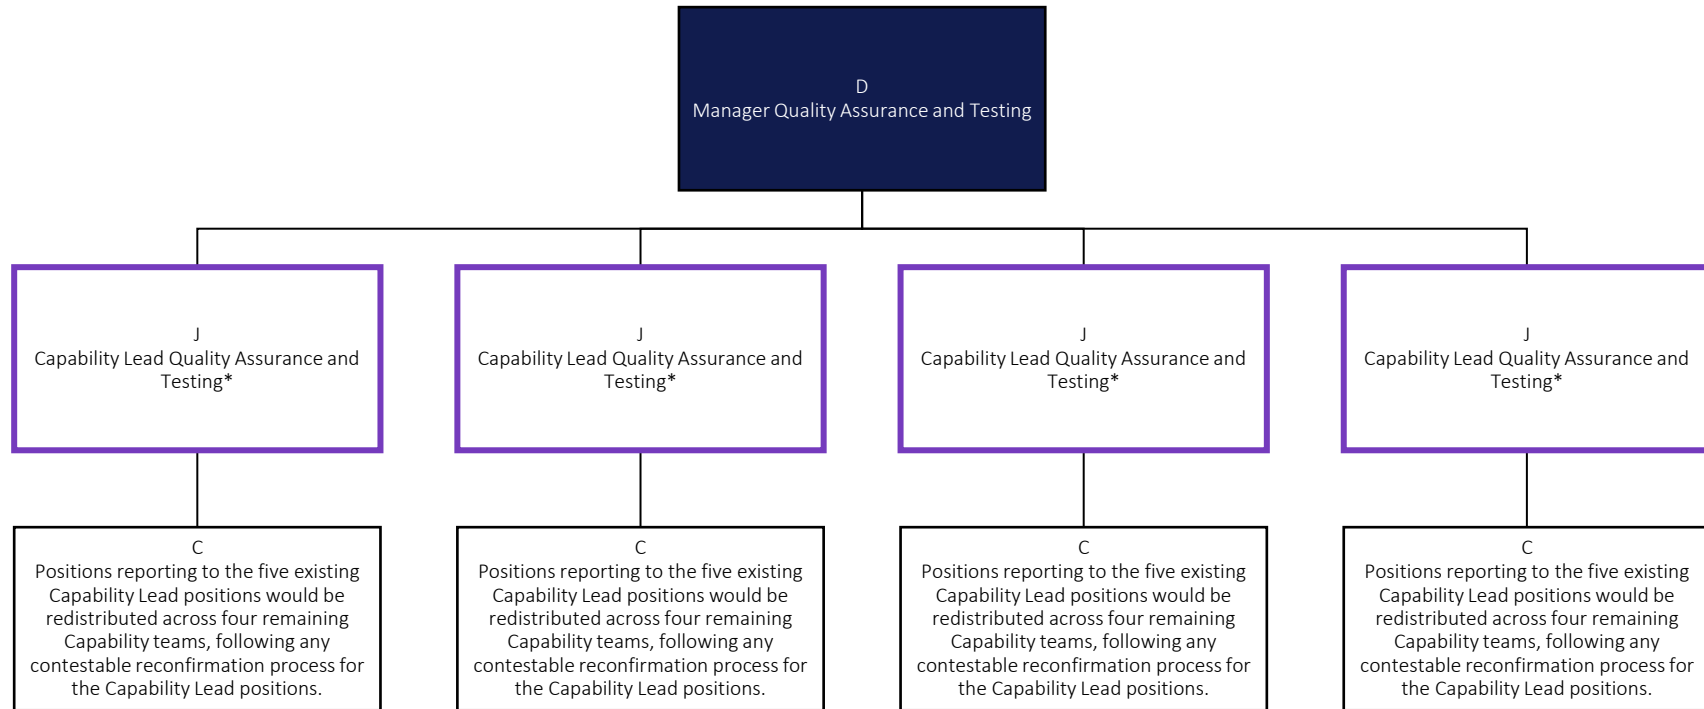 D
Manager Quality Assurance and Testing
J
Capability Lead Quality Assurance and
Testing*
J
Capability Lead Quality Assurance and
Testing*
J
Capability Lead Quality Assurance and
Testing*
J
Capability Lead Quality Assurance and
Testing*
C
Positions reporting to the five existing
Capability Lead positions would be
redistributed across four remaining
Capability teams, following any
contestable reconfirmation process for
the Capability Lead positions.
C
Positions reporting to the five existing
Capability Lead positions would be
redistributed across four remaining
Capability teams, following any
contestable reconfirmation process for
the Capability Lead positions.
C
Positions reporting to the five existing
Capability Lead positions would be
redistributed across four remaining
Capability teams, following any
contestable reconfirmation process for
the Capability Lead positions.
C
Positions reporting to the five existing
Capability Lead positions would be
redistributed across four remaining
Capability teams, following any
contestable reconfirmation process for
the Capability Lead positions.